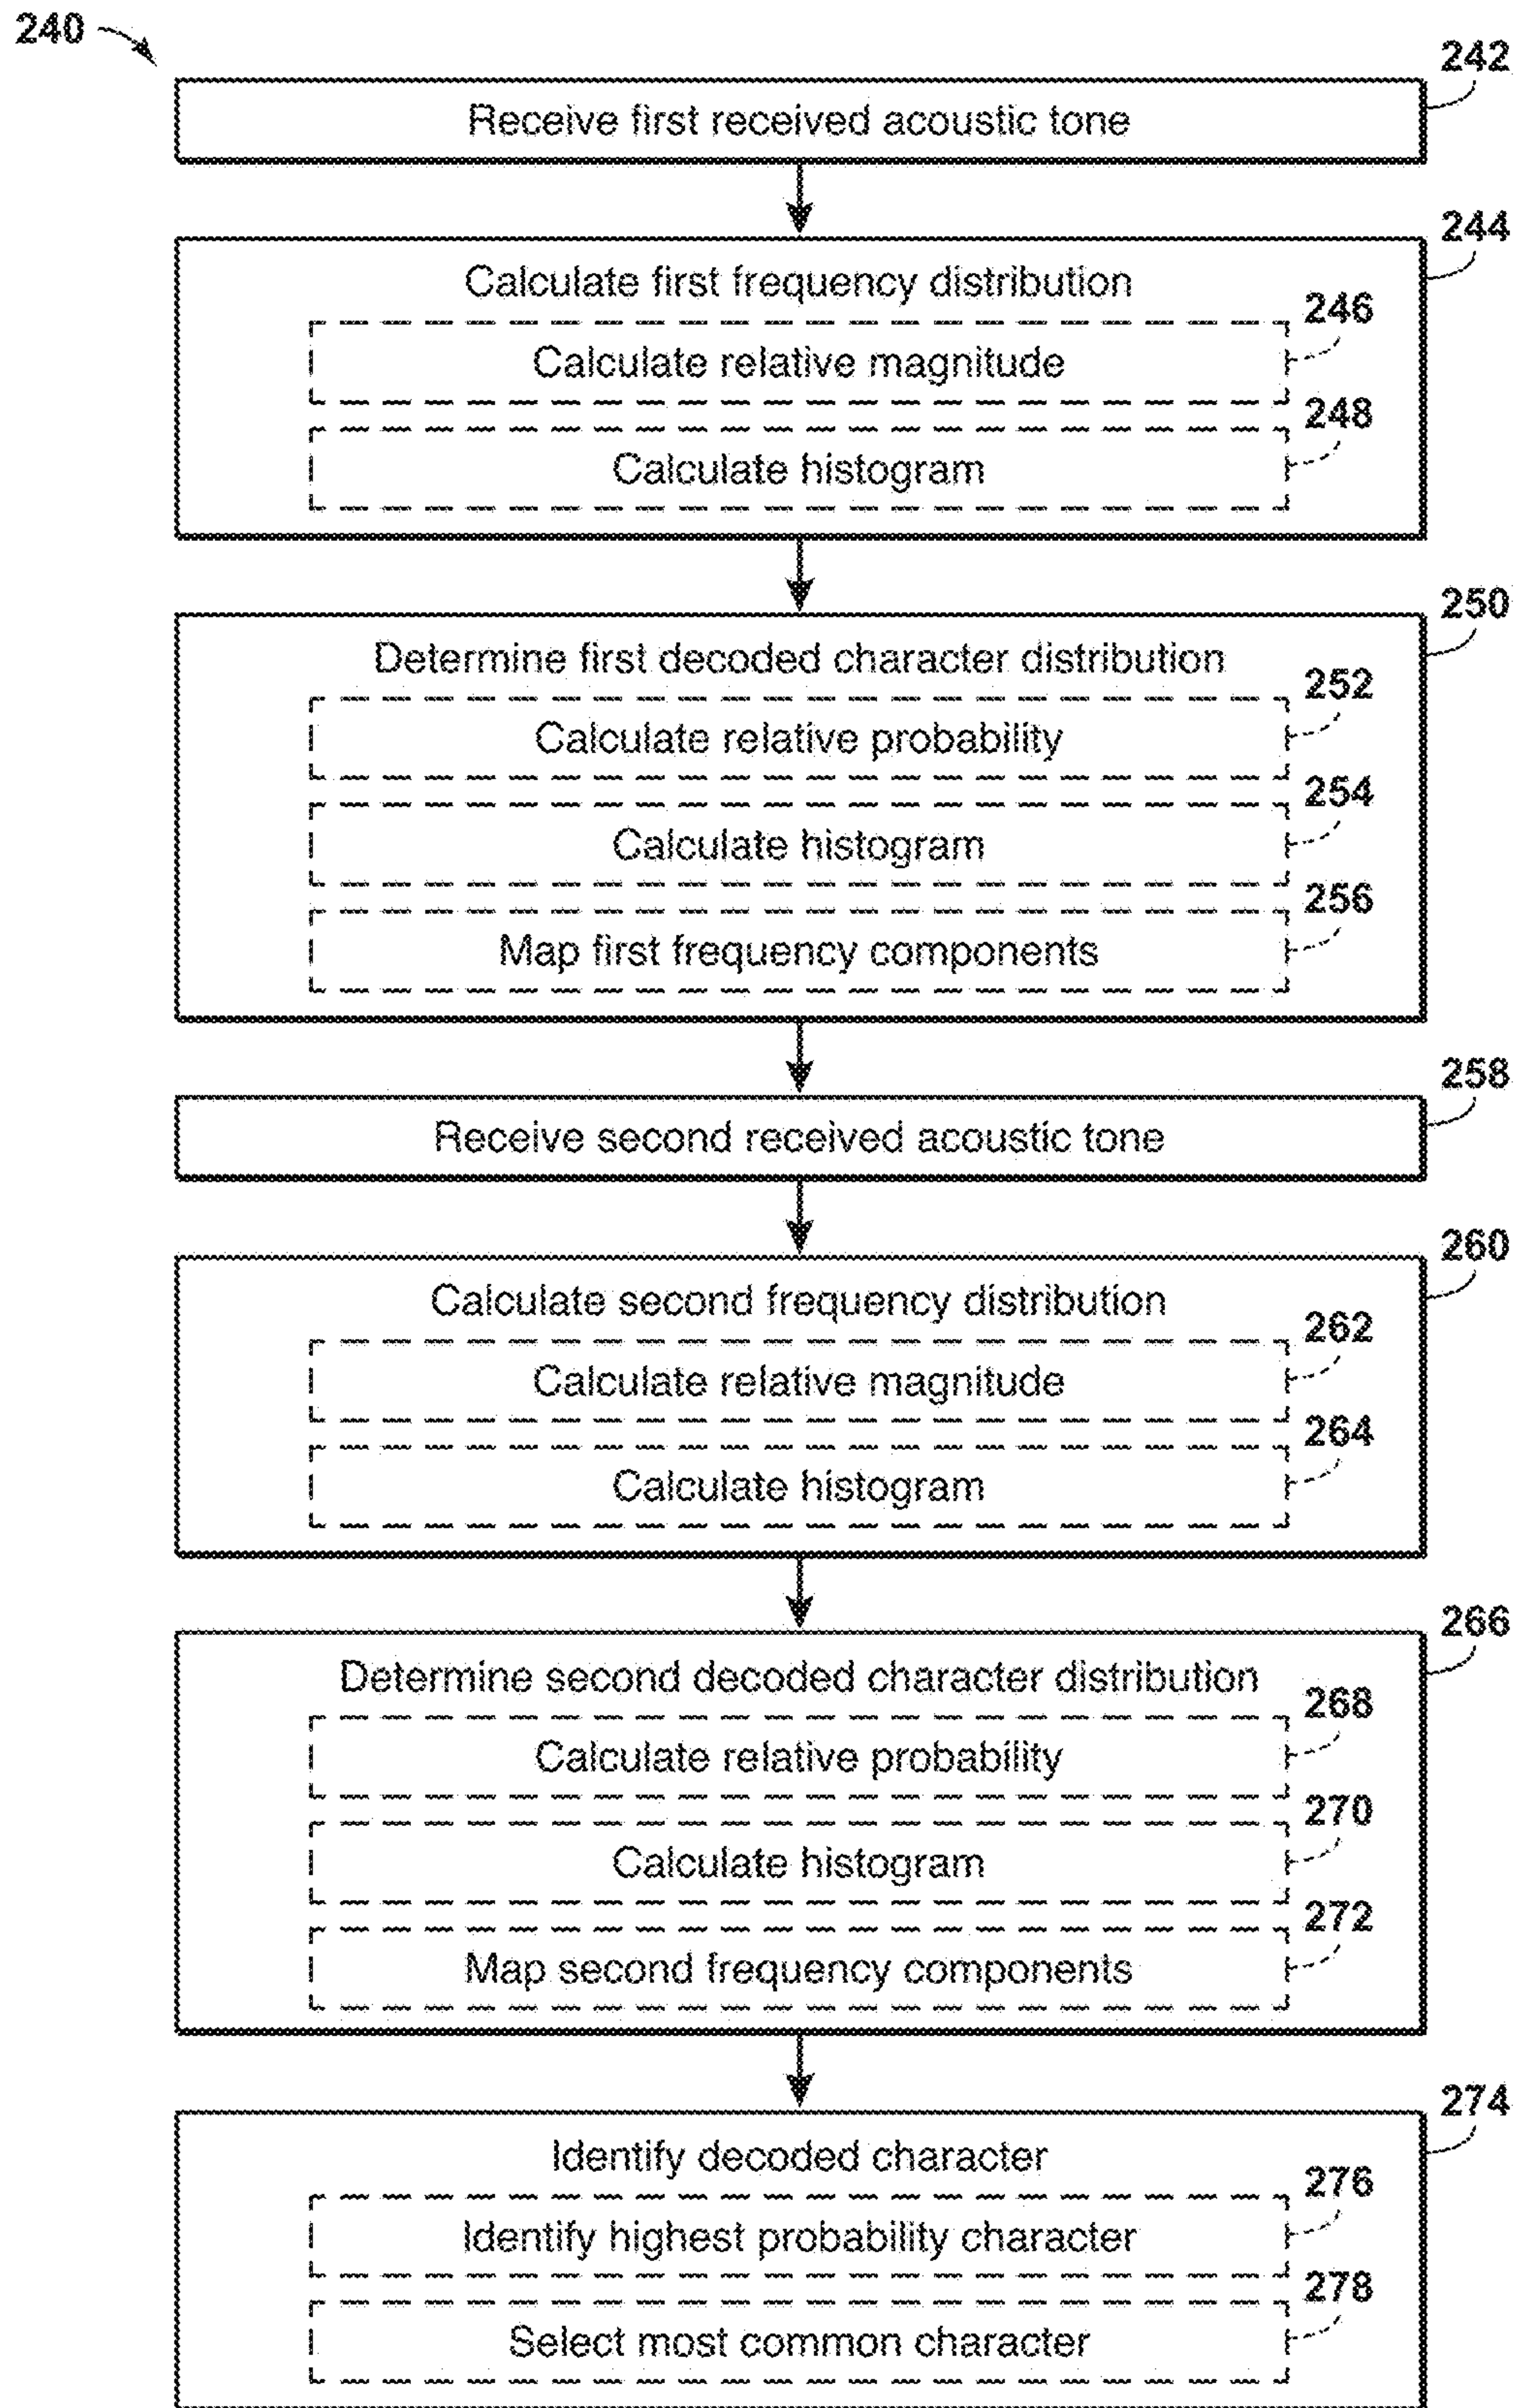 240
242
Receive first received acoustic tone
244
Calculate first frequency distribution
246
Calculate relative magnitude
248
Calculate histogram
250
Determine first decoded character distribution
252
Calculate relative probability
254
Calculate histogram
256
Map first frequency components
258
Receive second received acoustic tone
260
Calculate second frequency distribution
262
Calculate relative magnitude
264
Calculate histogram
266
Determine second decoded character distribution
268
Calculate relative probability
270
Calculate histogram
272
Map second frequency components
274
Identify decoded character
276
Identify highest probability character
278
Select most common character